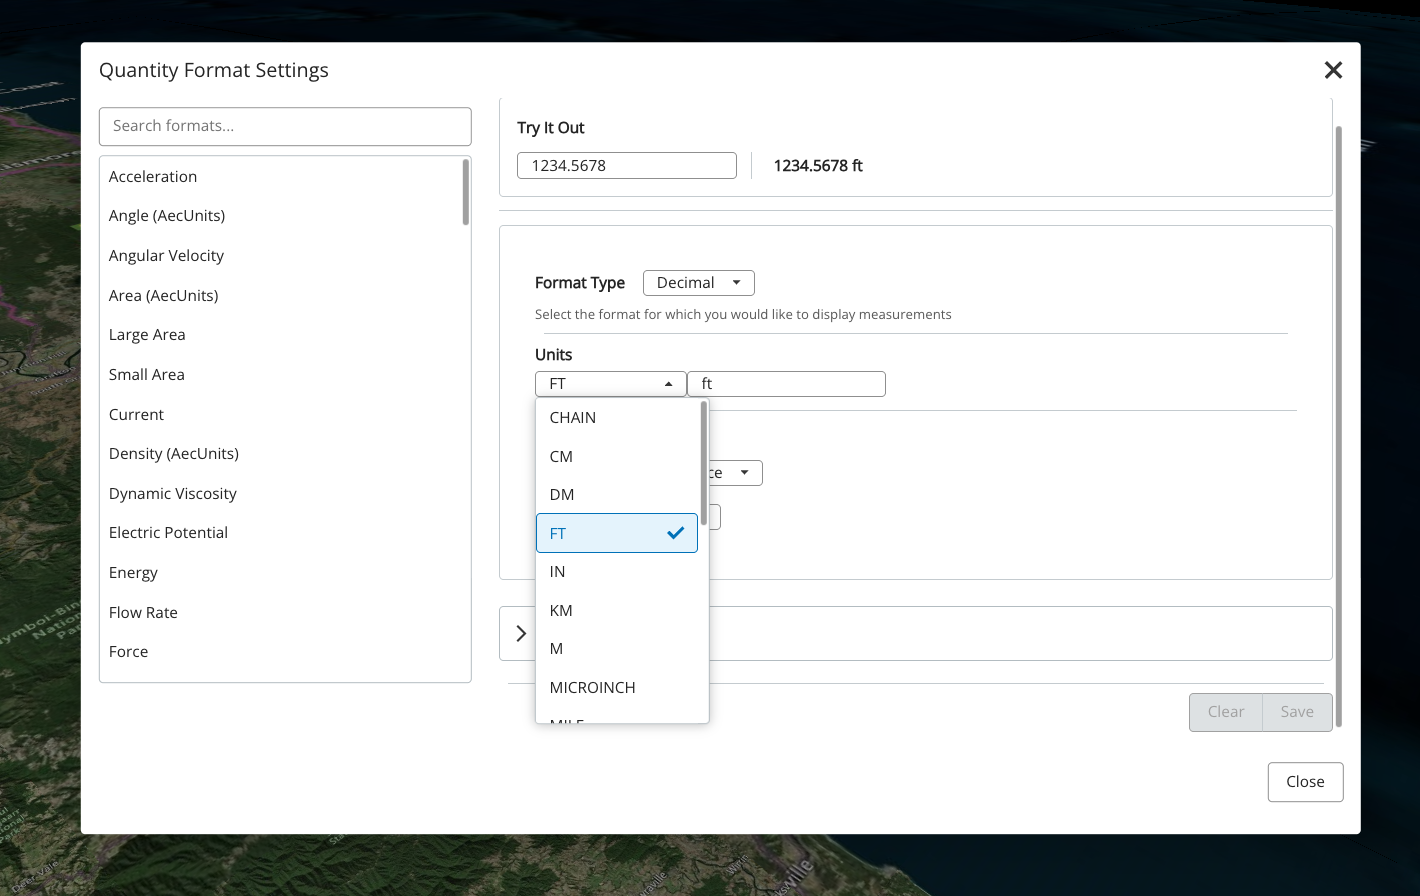 Quantity Format Settings
Search formats...
Acceleration
Angle (AecUnits)
Angular Velocity
Area (AecUnits)
Large Area
Small Area
Current
Density (AecUnits)
Dynamic Viscosity
Electric Potential
Energy
Flow Rate
Force
Try It Out
1234.5678
1234.5678 ft
Format Type
Decimal
Select the format for which you would like to display measurements
Units
FT
ft
CHAIN
CM
DM
FT
IN
KM
M
MICROINCH
MILE
ce
Clear
Save
Close